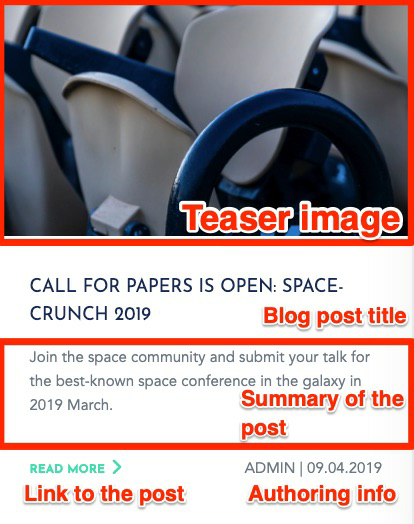 Teaser image
CALL FOR PAPERS IS OPEN: SPACE-
CRUNCH 2019
Blog post title
Join the space community and submit your talk for
the best-known space conference in the galaxy in
2019 March.
Summary of the
post
READ MORE
ADMIN | 09.04.2019
Link to the post
Authoring info